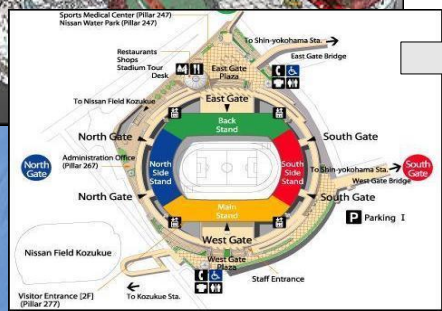 Sports Medical Center (Pillar 247)
Nissan Water Park (Pillar 247)
To Shin-yokohama Sta.
East Gate Bridge
Restaurants
Shops
Stadium Tour
Desk
East Gate
Plaza
To Nissan Field Kozukue
East Gate
Back
Stand
North Gate
South Gate
North
Gate
Administration Office
(Pillar 267)
North
Side
Stand
South
Side
Stand
To Shin-yokohama Sta.
West Gate Bridge
South
Gate
North Gate
South Gate
Main
Stand
P Parking I
West Gate
Nissan Field Kozukue
West Gate
Plaza
Staff Entrance
Visitor Entrance [2F]
(Pillar 277)
To Kozukue Sta.